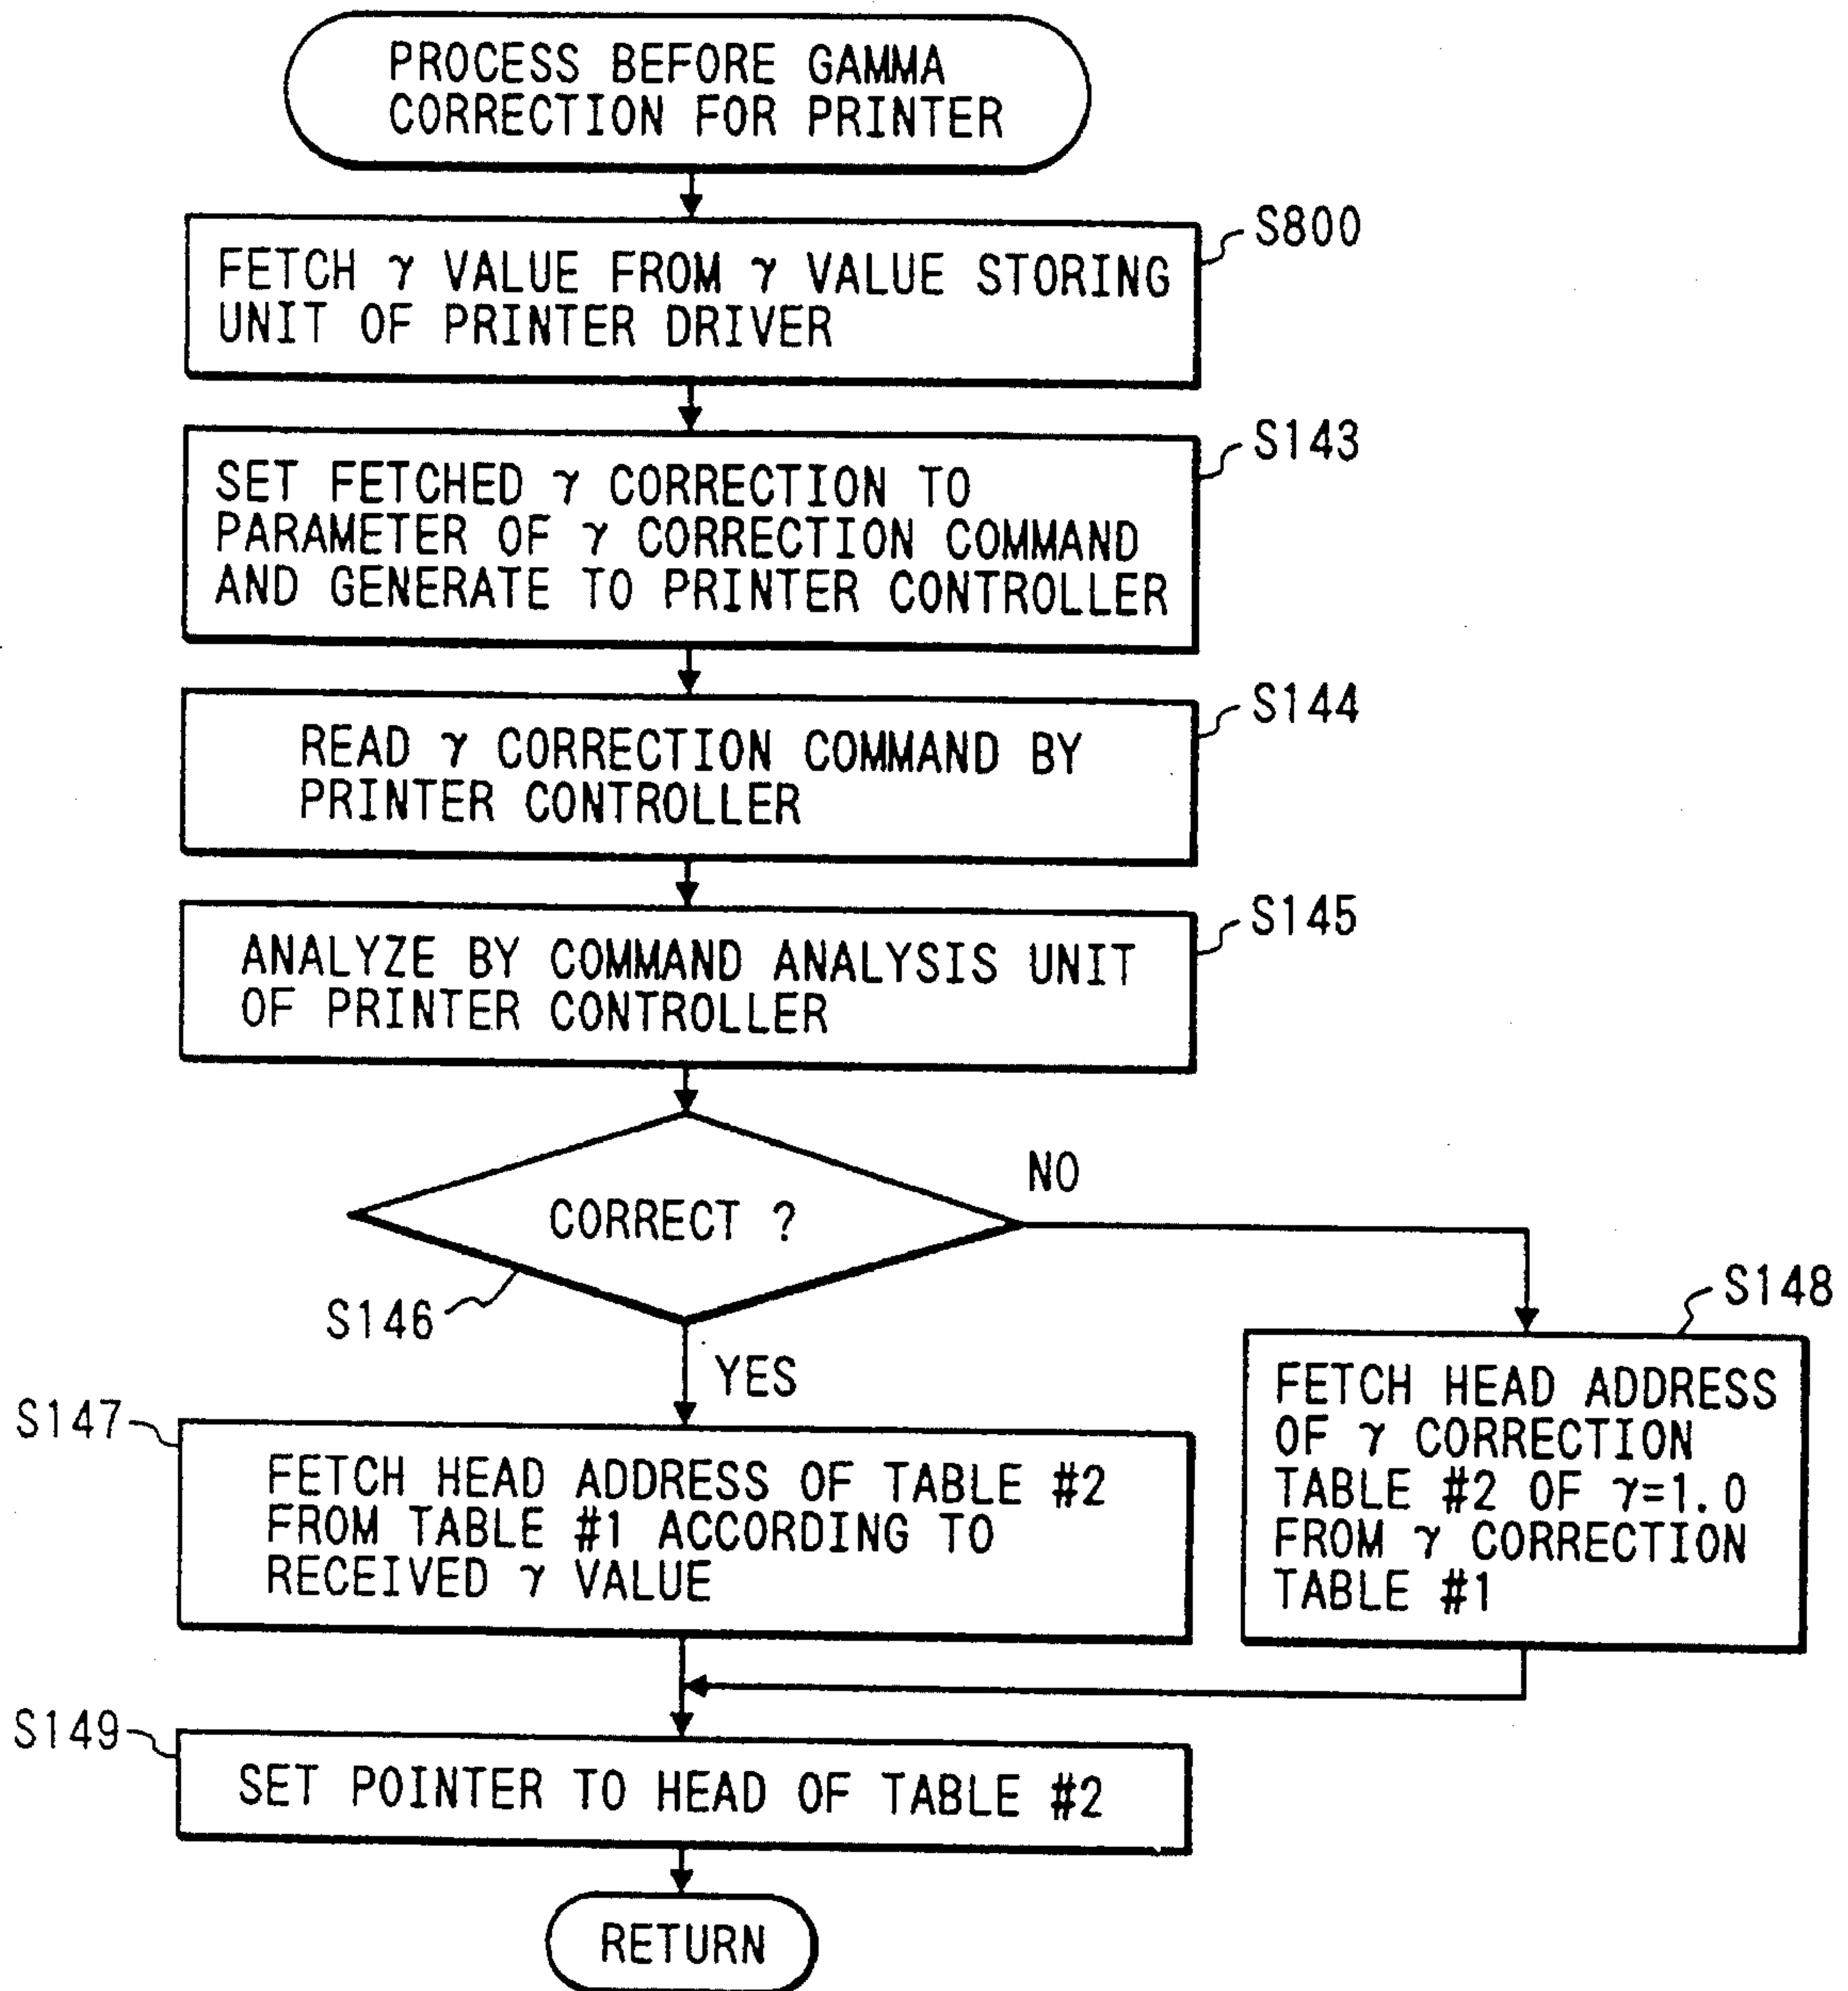 PROCESS BEFORE GAMMA
CORRECTION FOR PRINTER
S800
FETCH γ VALUE FROM γ VALUE STORING
UNIT OF PRINTER DRIVER
S143
SET FETCHED γ CORRECTION TO
PARAMETER OF γ CORRECTION COMMAND
AND GENERATE TO PRINTER CONTROLLER
S144
READ γ CORRECTION COMMAND BY
PRINTER CONTROLLER
S145
ANALYZE BY COMMAND ANALYSIS UNIT
OF PRINTER CONTROLLER
NO
CORRECT ?
S146
YES
S148
FETCH HEAD ADDRESS
OF γ CORRECTION
TABLE #2 OF γ=1.0
FROM γ CORRECTION
TABLE #1
S147
FETCH HEAD ADDRESS OF TABLE #2
FROM TABLE #1 ACCORDING TO
RECEIVED γ VALUE
S149
SET POINTER TO HEAD OF TABLE #2
RETURN